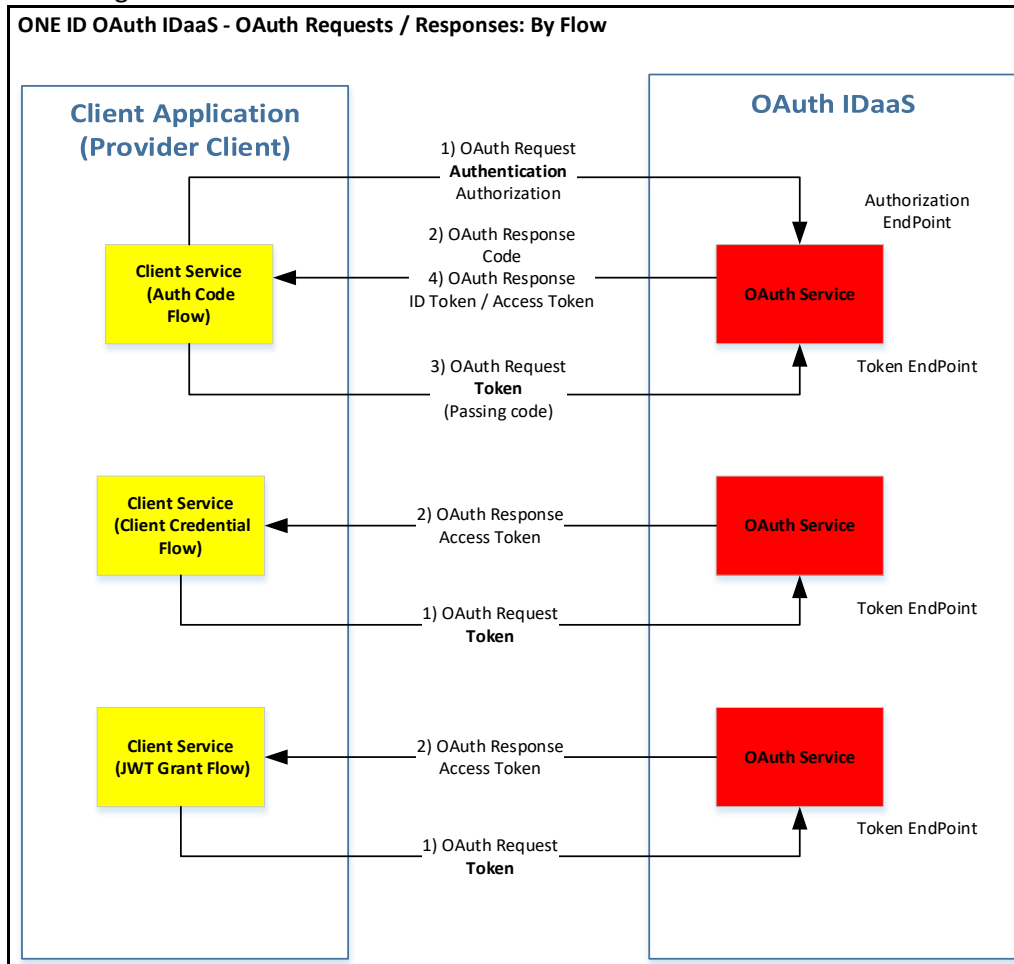 ONE ID OAuth IDaaS - OAuth Requests / Responses: By Flow
Client Application
(Provider Client)
OAuth IDaaS
1) OAuth Request
Authentication
Authorization
Authorization
EndPoint
2) OAuth Response
Code
4) OAuth Response
ID Token / Access Token
Client Service
(Auth Code
Flow)
OAuth Service
3) OAuth Request
Token
(Passing code)
Token EndPoint
Client Service
(Client Credential
Flow)
2) OAuth Response
Access Token
OAuth Service
1) OAuth Request
Token
Token EndPoint
Client Service
(JWT Grant Flow)
2) OAuth Response
Access Token
OAuth Service
1) OAuth Request
Token
Token EndPoint